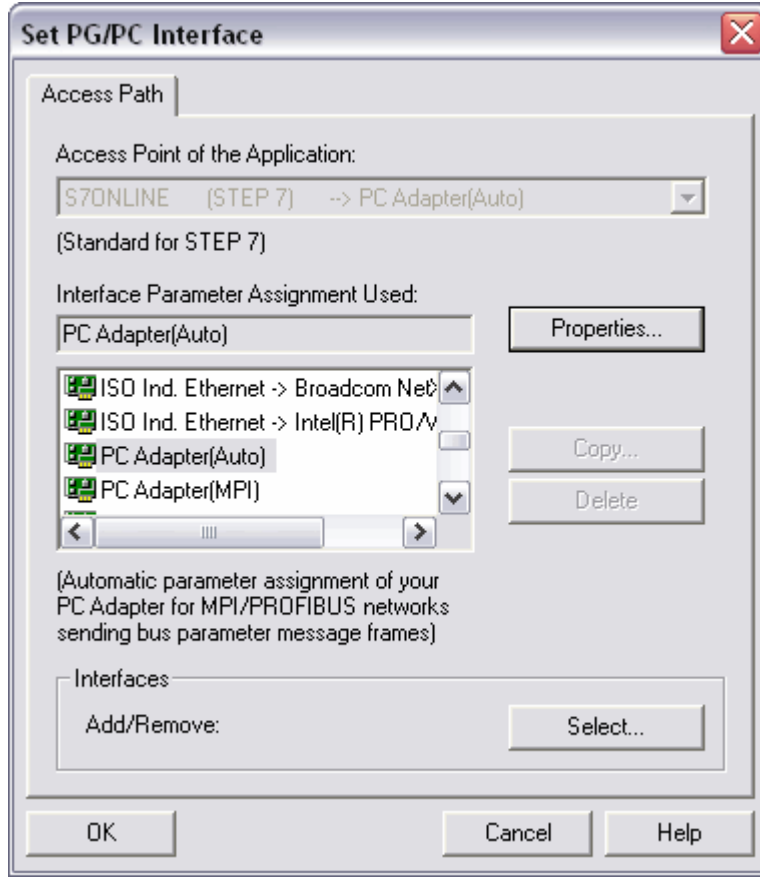 Set PG/PC Interface
Access Path
Access Point of the Application:
S7ONLINE (STEP 7) --> PC Adapter(Auto)
(Standard for STEP 7)
Interface Parameter Assignment Used:
PC Adapter(Auto)
Properties...
ISO Ind. Ethernet -> Broadcom
ISO Ind. Ethernet -> Intel(R) PRO/
PC Adapter(Auto)
PC Adapter(MPI)
Copy...
Delete
(Automatic parameter assignment of your
PC Adapter for MPI/PROFIBUS networks
sending bus parameter message frames)
Interfaces
Add/Remove:
Select...
OK
Cancel
Help